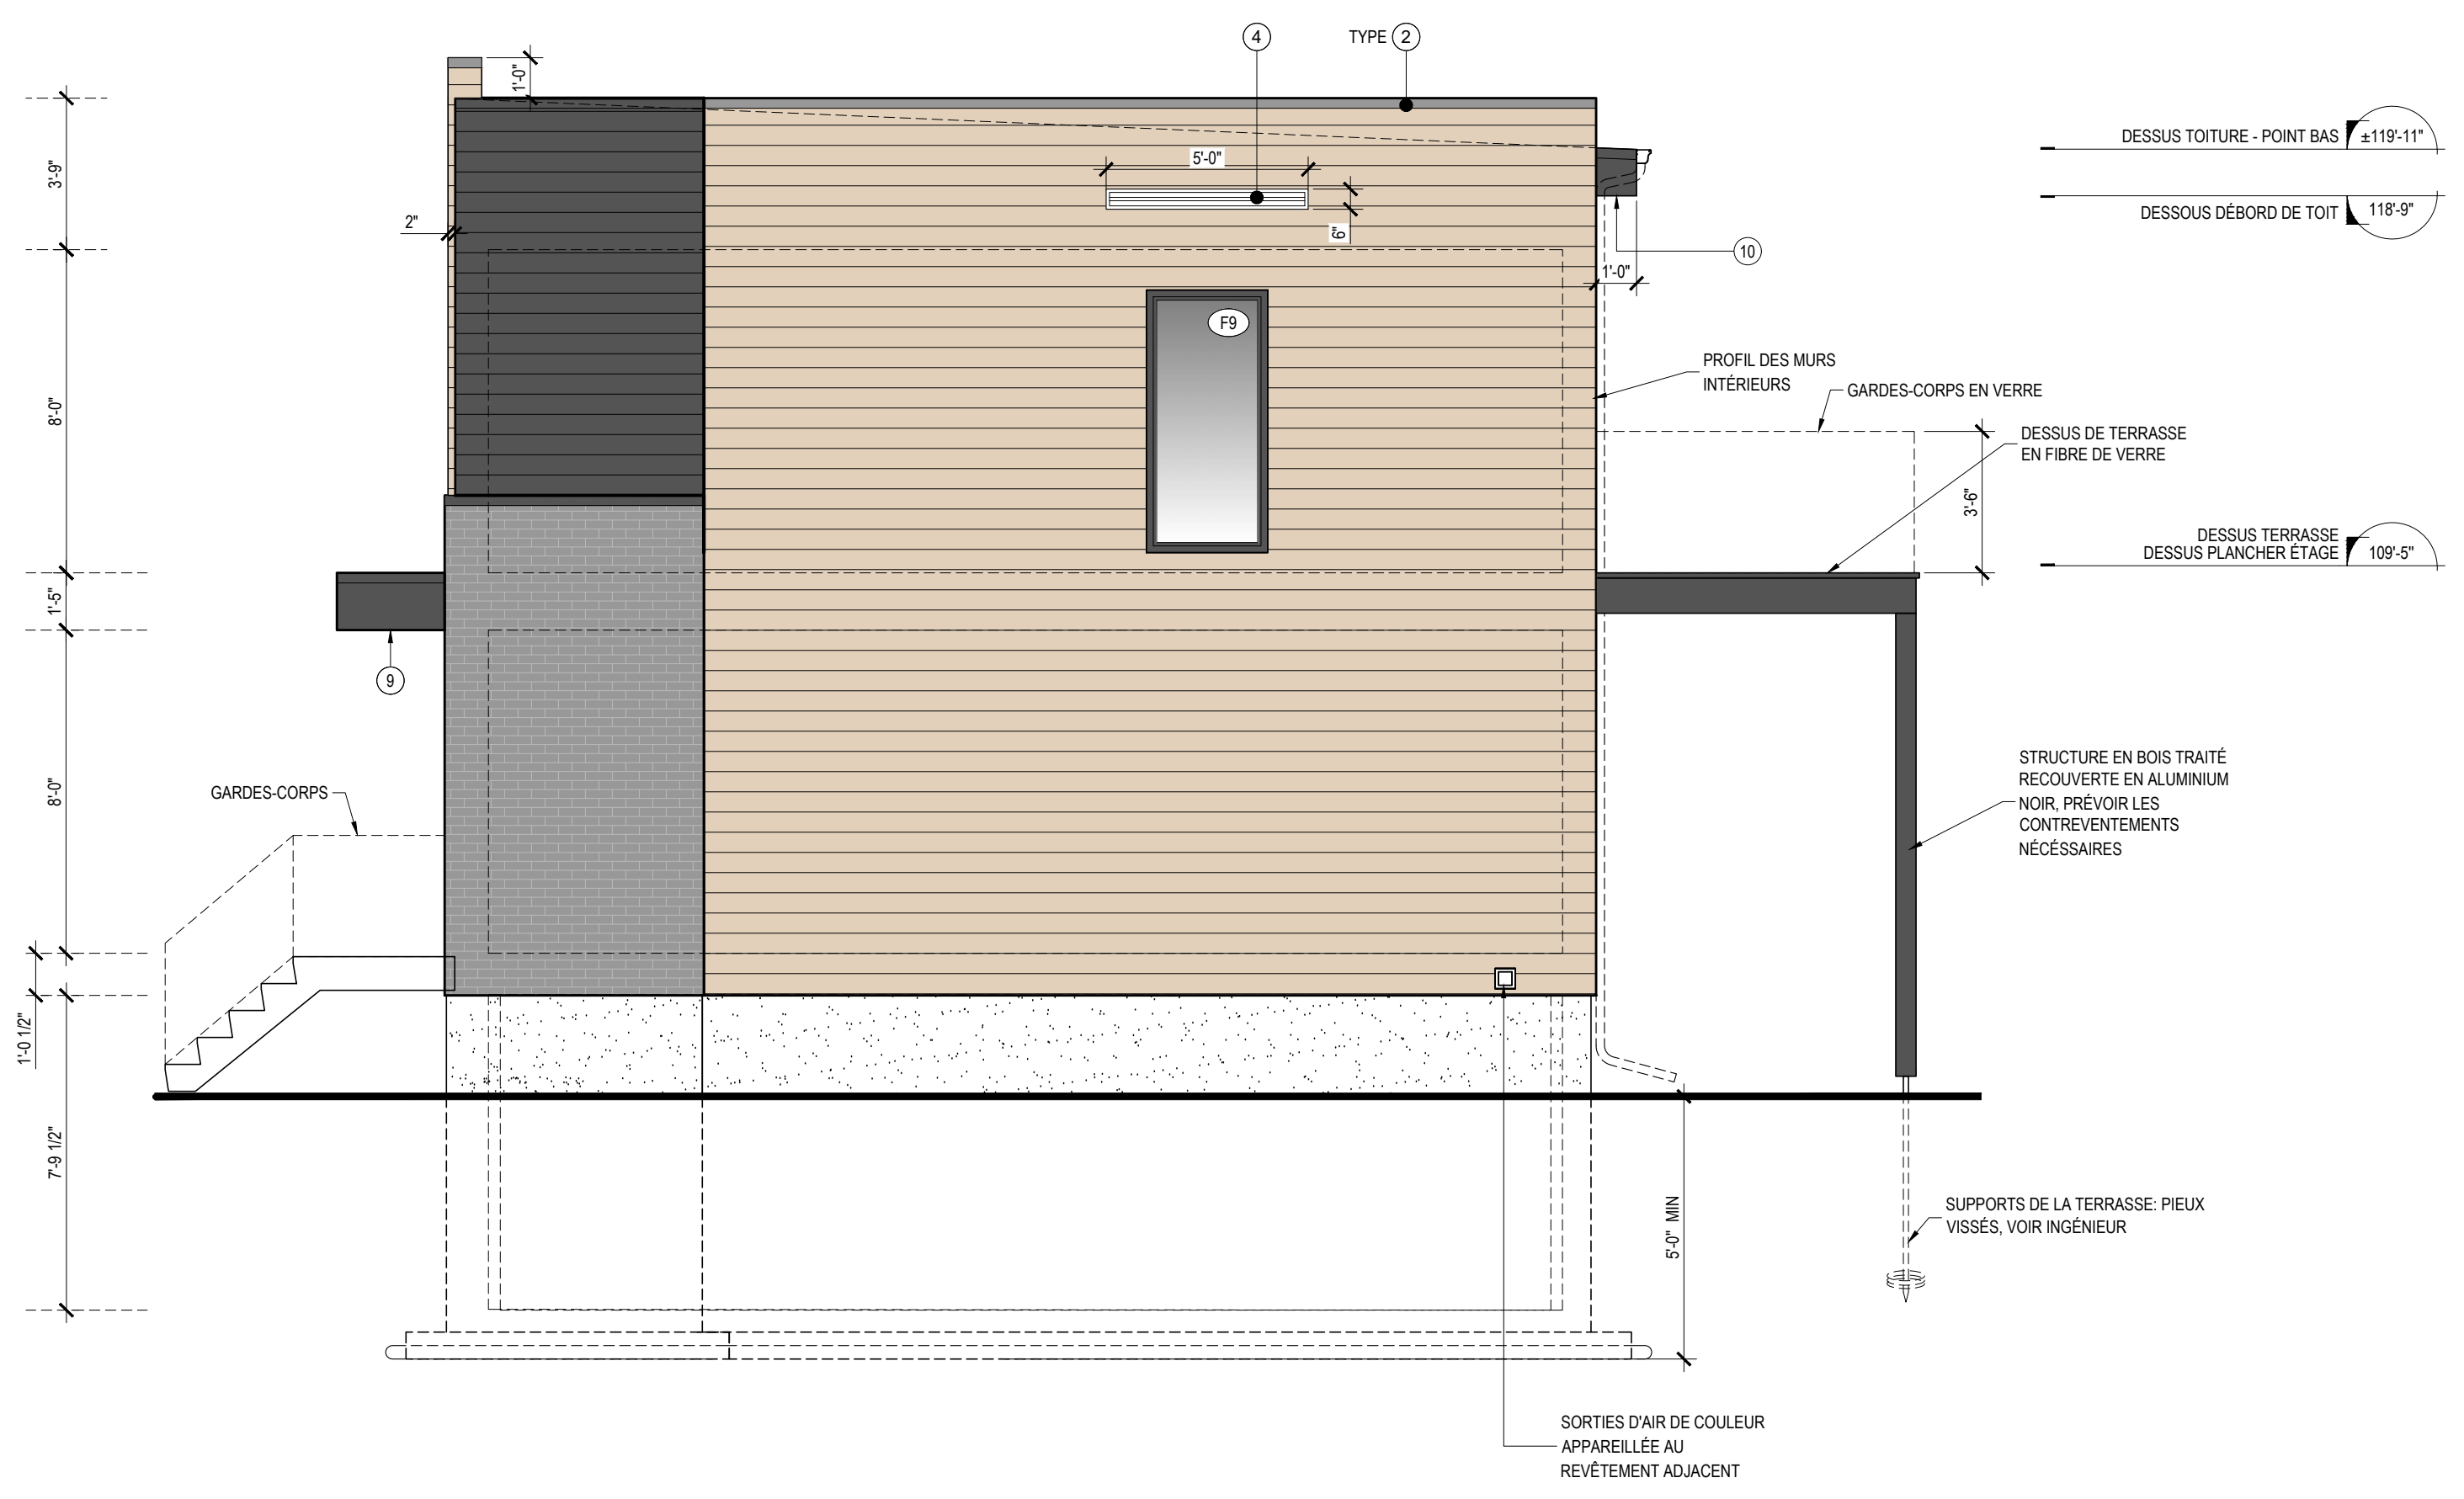 4
TYPE 2
1'-0"
DESSUS TOITURE - POINT BAS ±119'-11"
5'-0"
3'-9"
2"
6"
DESSOUS DÉBORD DE TOIT 118'-9"
10
1'-0"
F9
PROFIL DES MURS
INTÉRIEURS
GARDES-CORPS EN VERRE
8'-0"
DESSUS DE TERRASSE
EN FIBRE DE VERRE
3'-6"
DESSUS TERRASSE
DESSUS PLANCHER ÉTAGE 109'-5"
1'-5"
9
STRUCTURE EN BOIS TRAITÉ
RECOUVERTE EN ALUMINIUM
NOIR, PRÉVOIR LES
CONTREVENTEMENTS
NÉCÉSSAIRES
8'-0"
GARDES-CORPS
1'-0 1/2"
7'-9 1/2"
5'-0" MIN
SUPPORTS DE LA TERRASSE: PIEUX
VISSÉS, VOIR INGÉNIEUR
SORTIES D'AIR DE COULEUR
APPAREILLÉE AU
REVÊTEMENT ADJACENT